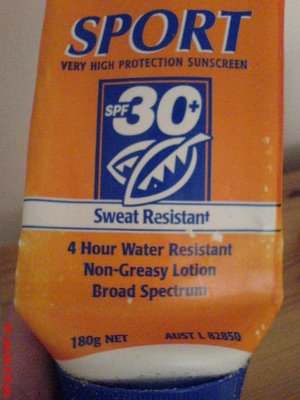 SPORT
VERY HIGH PROTECTION SUNSCREEN
SPF 30+
Sweat Resistant†
4 Hour Water Resistant
Non-Greasy Lotion
Broad Spectrum
180g NET AUST L 82850